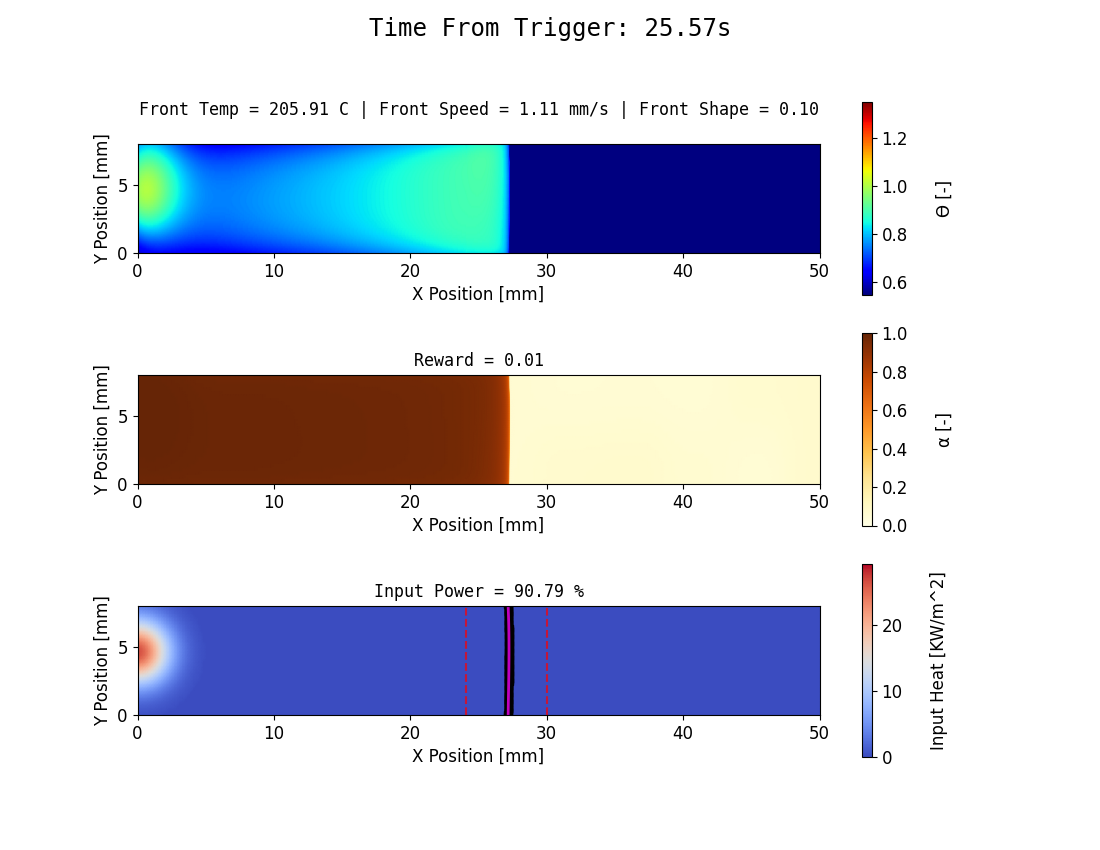 Time From Trigger: 25.57s
Front Temp = 205.91 C | Front Speed = 1.11 mm/s | Front Shape = 0.10
Y Position [mm]
5
0
0 10 20 30 40 50
X Position [mm]
1.2
1.0
0.8
0.6
Θ [-]
Reward = 0.01
Y Position [mm]
5
0
0 10 20 30 40 50
X Position [mm]
1.0
0.8
0.6
0.4
0.2
0.0
α [-]
Input Power = 90.79 %
Y Position [mm]
5
0
0 10 20 30 40 50
X Position [mm]
20
10
0
Input Heat [KW/m^2]